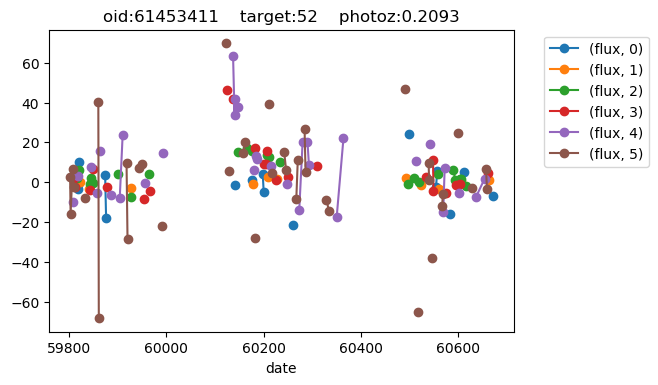 oid:61453411 target:52 photoz:0.2093
60
40
20
0
−20
−40
−60
59800 60000 60200 60400 60600
date
(flux, 0)
(flux, 1)
(flux, 2)
(flux, 3)
(flux, 4)
(flux, 5)